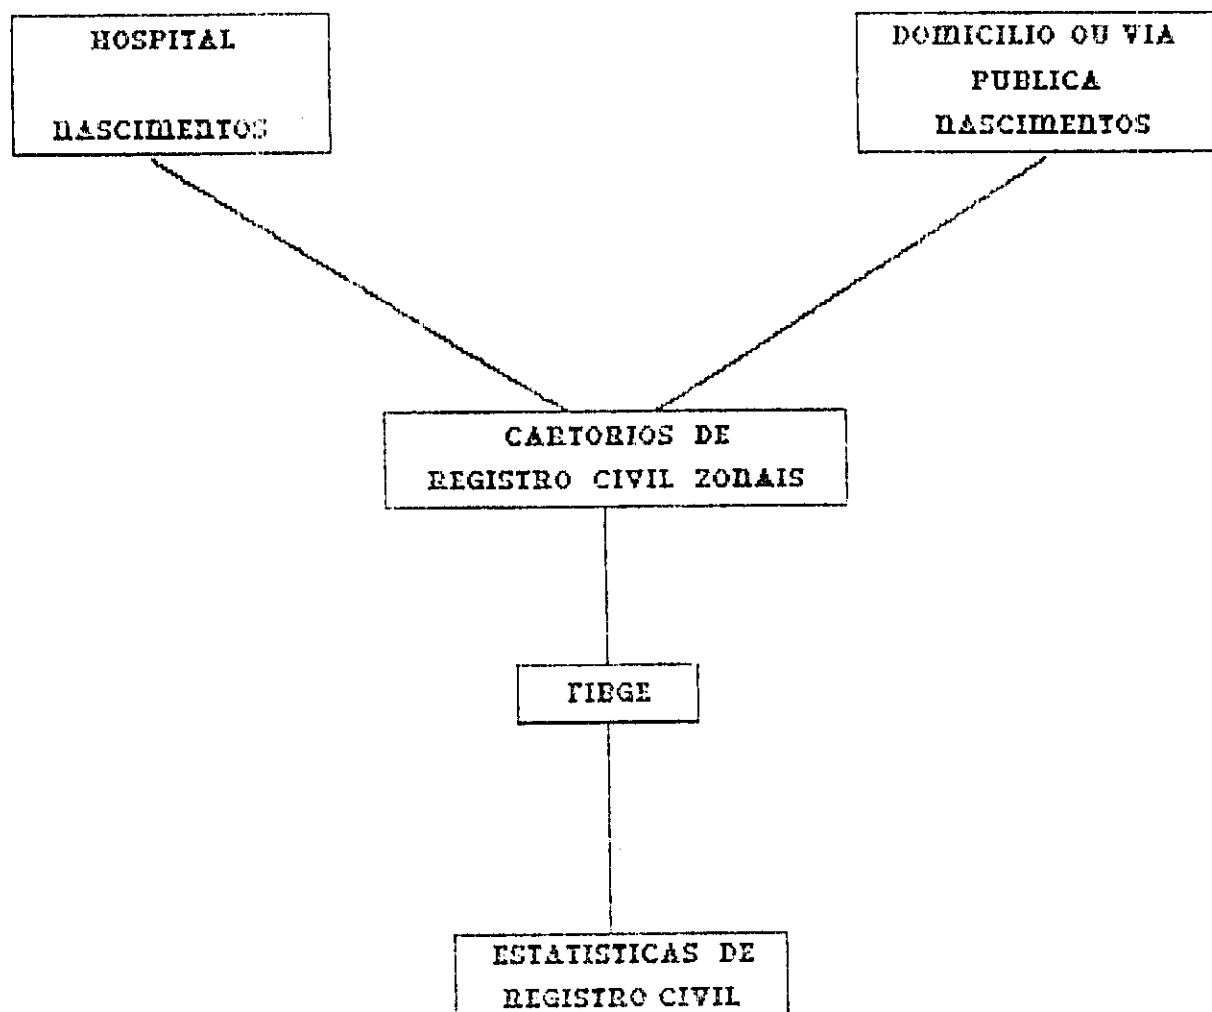 HOSPITAL
NASCIMENTOS
DOMICILIO OU VIA
PUBLICA
NASCIMENTOS
CARTORIOS DE
REGISTRO CIVIL ZONAIS
FIBGE
ESTATISTICAS DE
REGISTRO CIVIL